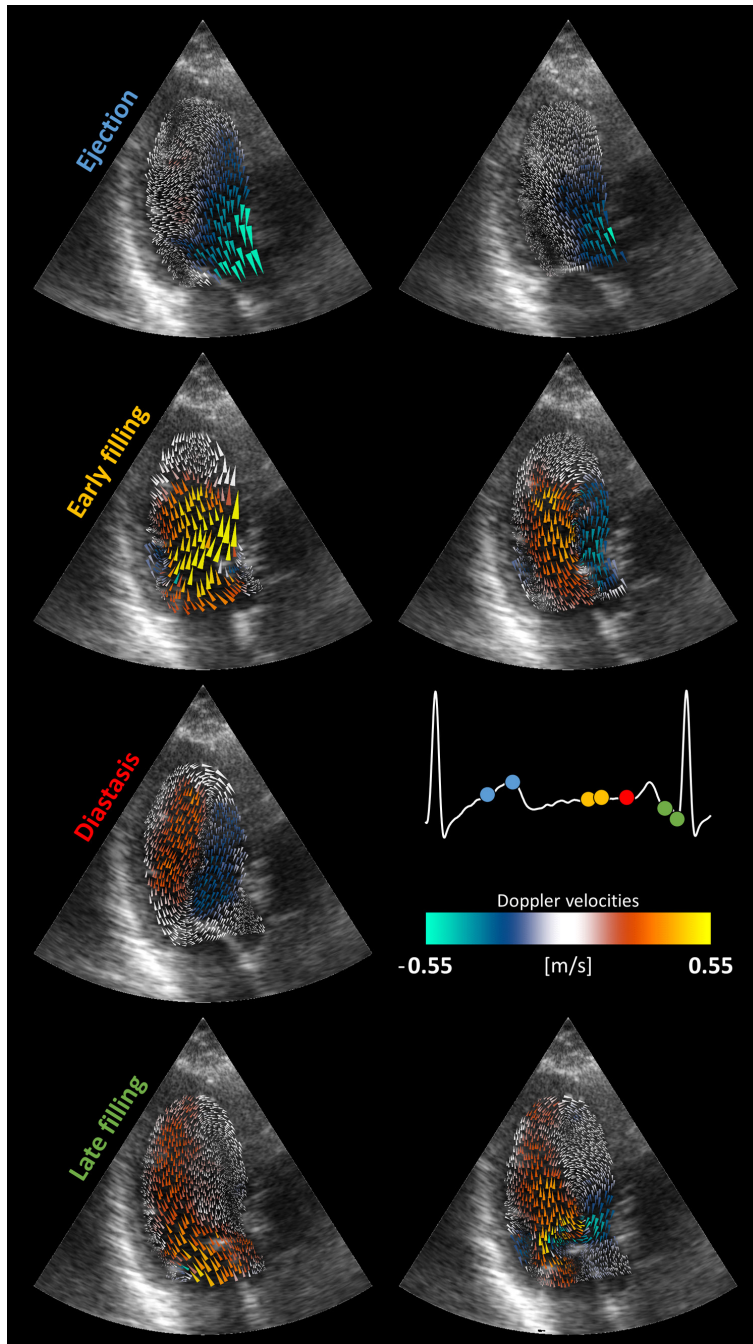 Ejection
Early filling
Diastasis
Doppler velocities
-0.55 [m/s] 0.55
Late filling